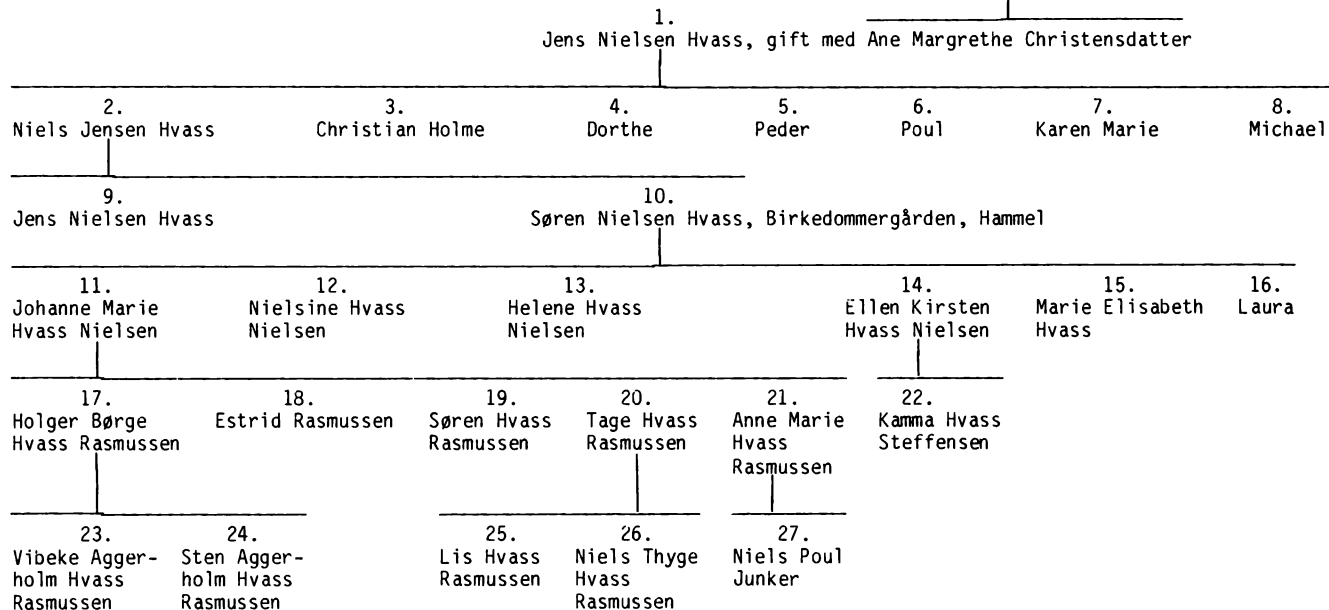 1.
Jens Nielsen Hvass, gift med Ane Margrethe Christensdatter
2. 3. 4. 5. 6. 7. 8.
Niels Jensen Hvass Christian Holme Dorthe Peder Poul Karen Marie Michael
9. 10.
Jens Nielsen Hvass Søren Nielsen Hvass, Birkedommergården, Hammel
11. 12. 13. 14. 15. 16.
Johanne Marie Nielsine Hvass Helene Hvass Ellen Kirsten Marie Elisabeth Laura
Hvass Nielsen Nielsen Nielsen Hvass Nielsen Hvass
17. 18. 19. 20. 21. 22.
Holger Børge Estrid Rasmussen Søren Hvass Tage Hvass Anne Marie Kamma Hvass
Hvass Rasmussen Rasmussen Rasmussen Hvass Steffensen
Rasmussen
23. 24. 25. 26. 27.
Vibeke Agger- Sten Agger- Lis Hvass Niels Thyge Niels Poul
holm Hvass holm Hvass Rasmussen Hvass Junker
Rasmussen Rasmussen Rasmussen